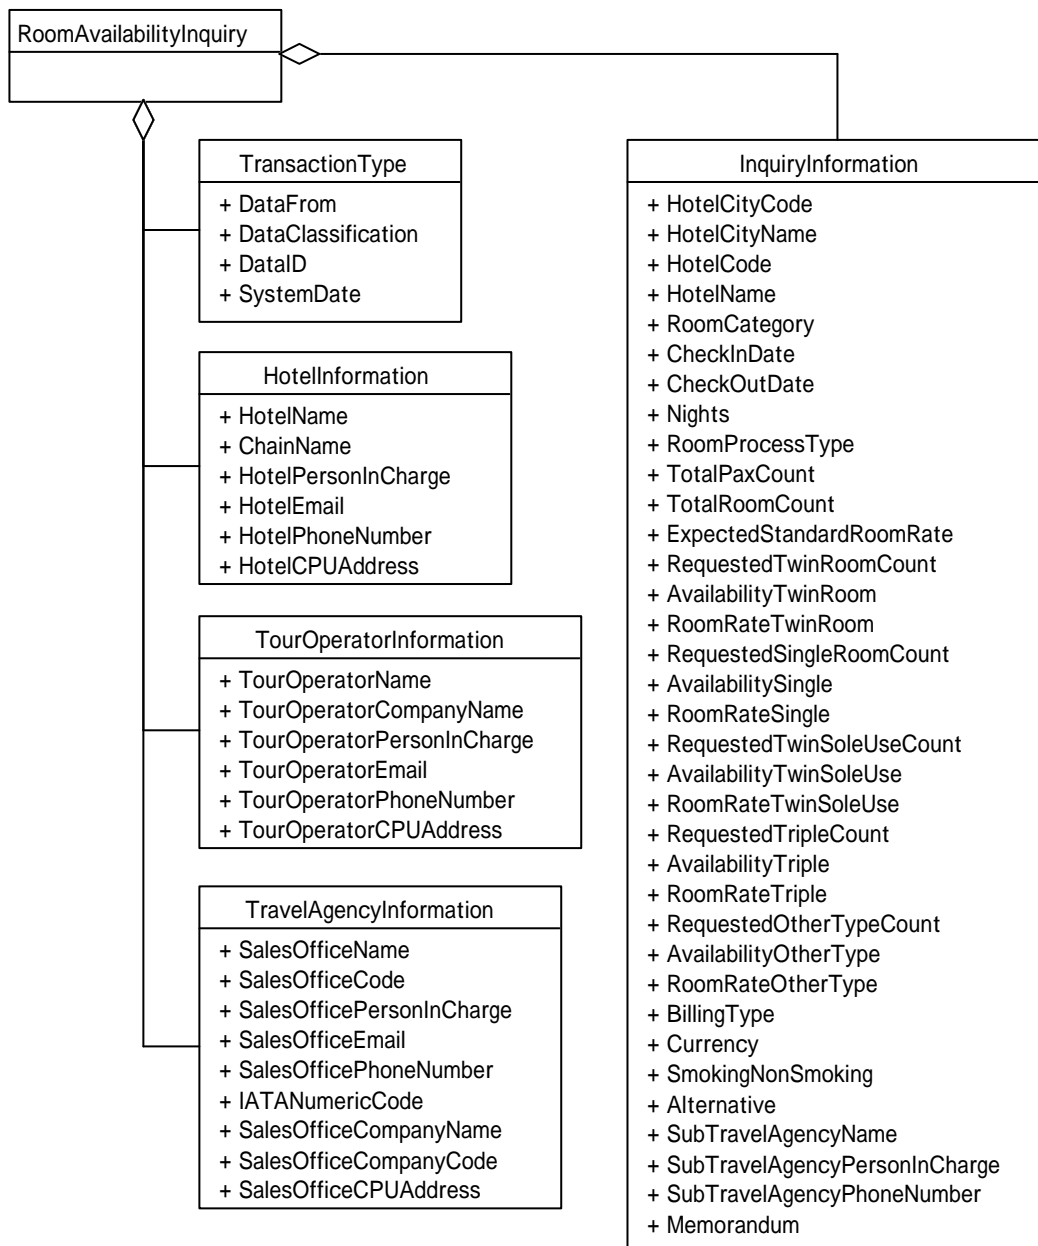 RoomAvailabilityInquiry
TransactionType
+ DataFrom
+ DataClassification
+ DataID
+ SystemDate
HotelInformation
+ HotelName
+ ChainName
+ HotelPersonInCharge
+ HotelEmail
+ HotelPhoneNumber
+ HotelCPUAddress
TourOperatorInformation
+ TourOperatorName
+ TourOperatorCompanyName
+ TourOperatorPersonInCharge
+ TourOperatorEmail
+ TourOperatorPhoneNumber
+ TourOperatorCPUAddress
TravelAgencyInformation
+ SalesOfficeName
+ SalesOfficeCode
+ SalesOfficePersonInCharge
+ SalesOfficeEmail
+ SalesOfficePhoneNumber
+ IATANumericCode
+ SalesOfficeCompanyName
+ SalesOfficeCompanyCode
+ SalesOfficeCPUAddress
InquiryInformation
+ HotelCityCode
+ HotelCityName
+ HotelCode
+ HotelName
+ RoomCategory
+ CheckInDate
+ CheckOutDate
+ Nights
+ RoomProcessType
+ TotalPaxCount
+ TotalRoomCount
+ ExpectedStandardRoomRate
+ RequestedTwinRoomCount
+ AvailabilityTwinRoom
+ RoomRateTwinRoom
+ RequestedSingleRoomCount
+ AvailabilitySingle
+ RoomRateSingle
+ RequestedTwinSoleUseCount
+ AvailabilityTwinSoleUse
+ RoomRateTwinSoleUse
+ RequestedTripleCount
+ AvailabilityTriple
+ RoomRateTriple
+ RequestedOtherTypeCount
+ AvailabilityOtherType
+ RoomRateOtherType
+ BillingType
+ Currency
+ SmokingNonSmoking
+ Alternative
+ SubTravelAgencyName
+ SubTravelAgencyPersonInCharge
+ SubTravelAgencyPhoneNumber
+ Memorandum